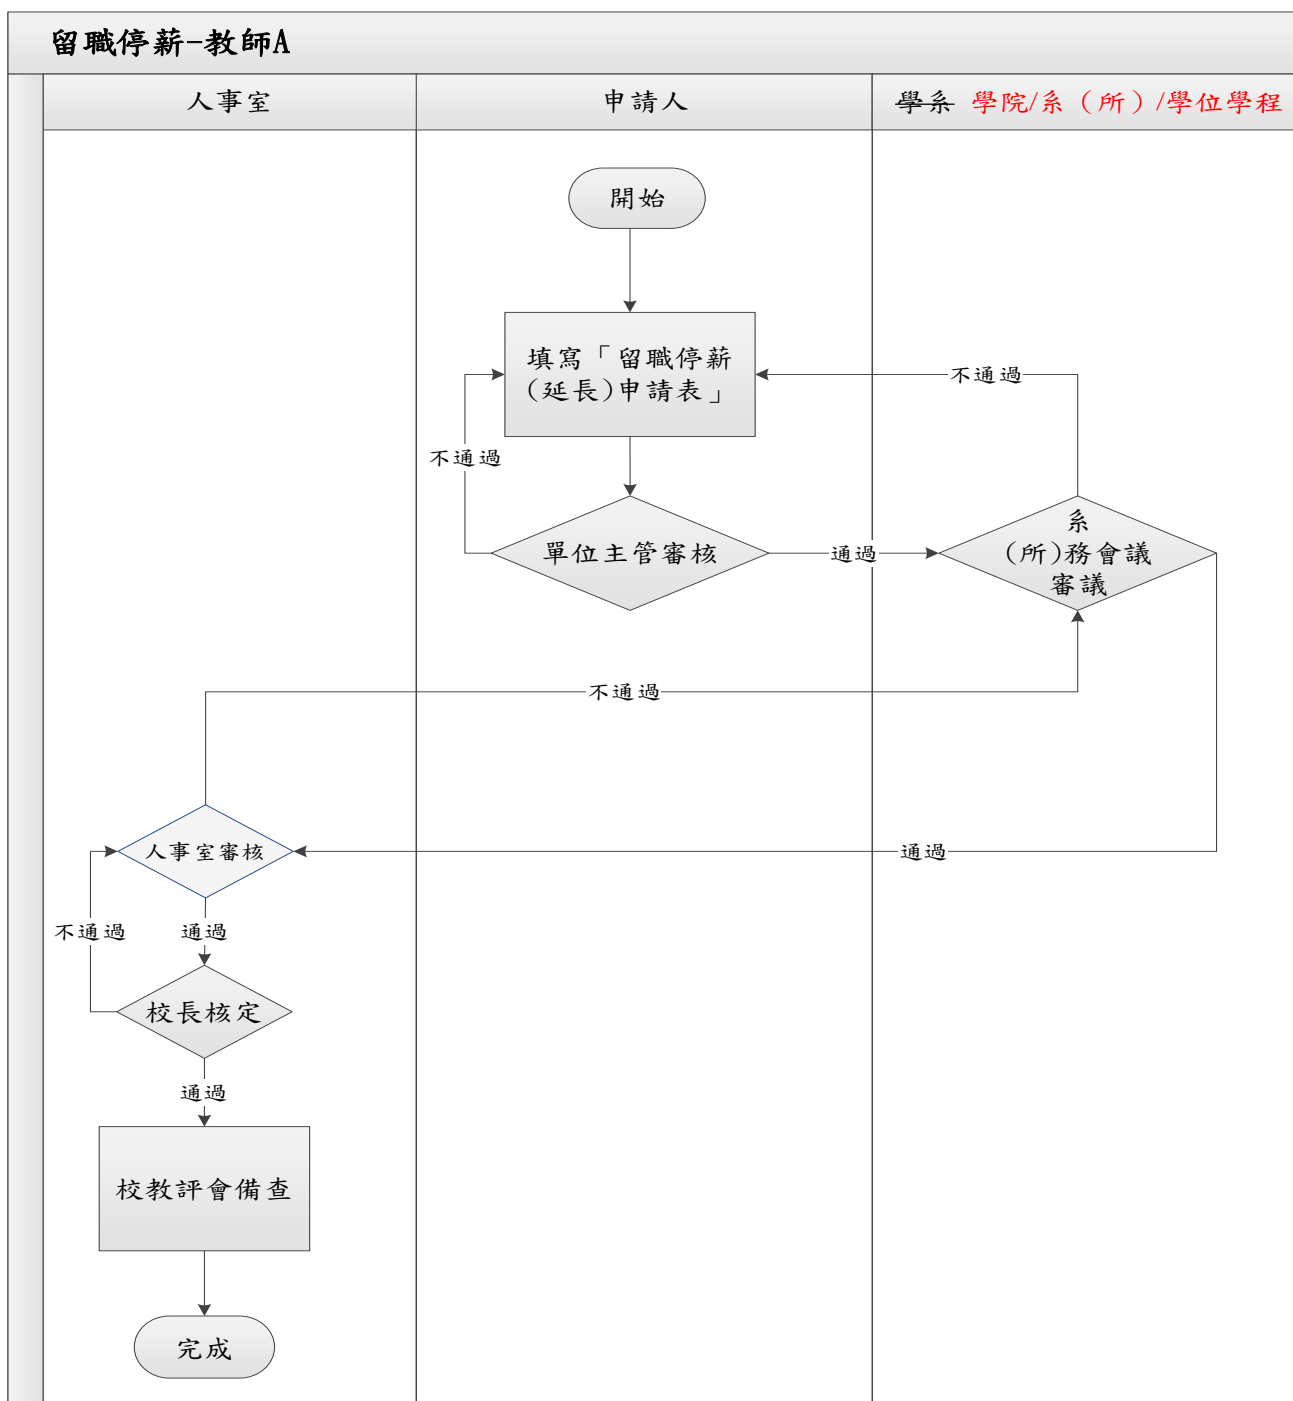 留職停薪-教師A
人事室
申請人
學系 學院/系（所）/學位學程
開始
填寫「留職停薪
(延長)申請表」
不通過
不通過
單位主管審核
通過
系
(所)務會議
審議
不通過
人事室審核
通過
不通過
通過
校長核定
通過
校教評會備查
完成